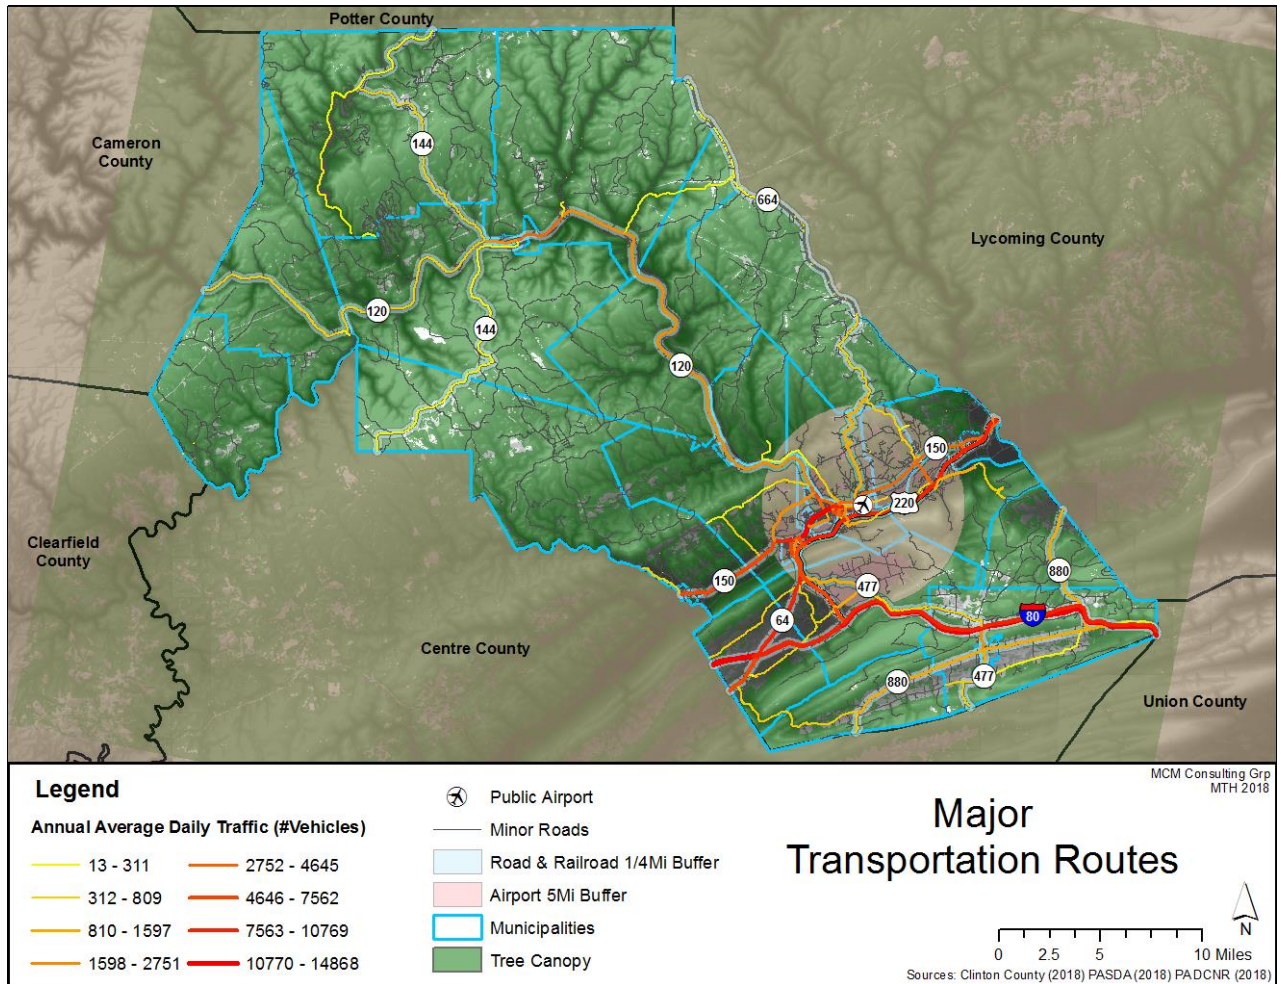 Potter County
Cameron
County
144
664
Lycoming County
120
144
120
150
220
Clearfield
County
880
150
477
64
80
Centre County
880
477
Union County
MCM Consulting Grp
MTH 2018
Legend
Annual Average Daily Traffic (#Vehicles)
13 - 311
2752 - 4645
312 - 809
4646 - 7562
810 - 1597
7563 - 10769
1598 - 2751
10770 - 14868
Public Airport
Minor Roads
Road & Railroad 1/4Mi Buffer
Airport 5Mi Buffer
Municipalities
Tree Canopy
Major
Transportation Routes
N
0 2.5 5 10 Miles
Sources: Clinton County (2018) PASDA (2018) PADCNR (2018)